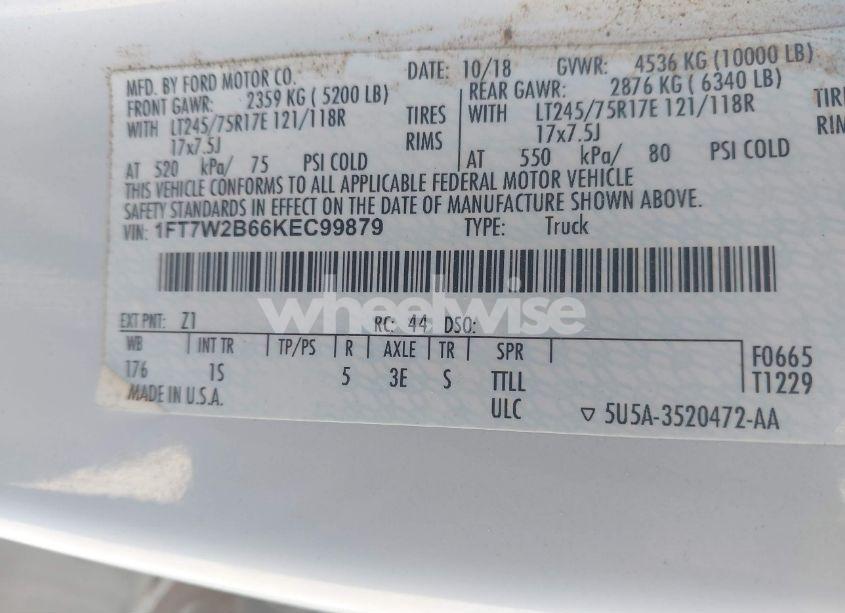 MFD. BY FORD MOTOR CO.
DATE: 10/18 GVWR: 4536 KG (10000 LB)
FRONT GAWR: 2359 KG ( 5200 LB)
REAR GAWR: 2876 KG ( 6340 LB)
WITH LT245/75R17E 121/118R TIRES
WITH LT245/75R17E 121/118R TIR
17x7.5J RIMS
17x7.5J RIM
AT 520 kPa/ 75 PSI COLD
AT 550 kPa/ 80 PSI COLD
THIS VEHICLE CONFORMS TO ALL APPLICABLE FEDERAL MOTOR VEHICLE
SAFETY STANDARDS IN EFFECT ON THE DATE OF MANUFACTURE SHOWN ABOVE.
VIN: 1FT7W2B66KEC99879 TYPE: Truck
wheelwise
EXT PNT: Z1 RC: 44 DSO:
WB INT TR TP/PS R AXLE TR SPR
176 1S 5 3E S TTLL
ULC
F0665
T1229
MADE IN U.S.A.
▽ 5U5A-3520472-AA